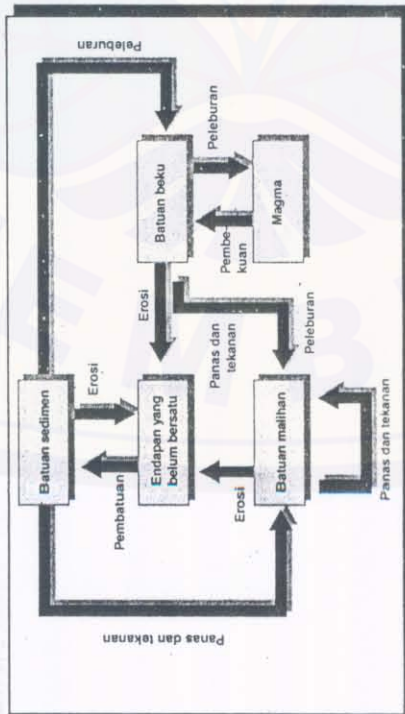 Peleburan
Batuan sedimen
Erosi
Pembatuan
Endapan yang
belum bersatu
Erosi
Batuan beku
Peleburan
Pembe-
kuan
Magma
Panas dan
tekanan
Peleburan
Erosi
Batuan malihan
Panas dan tekanan
Panas dan tekanan
EMB